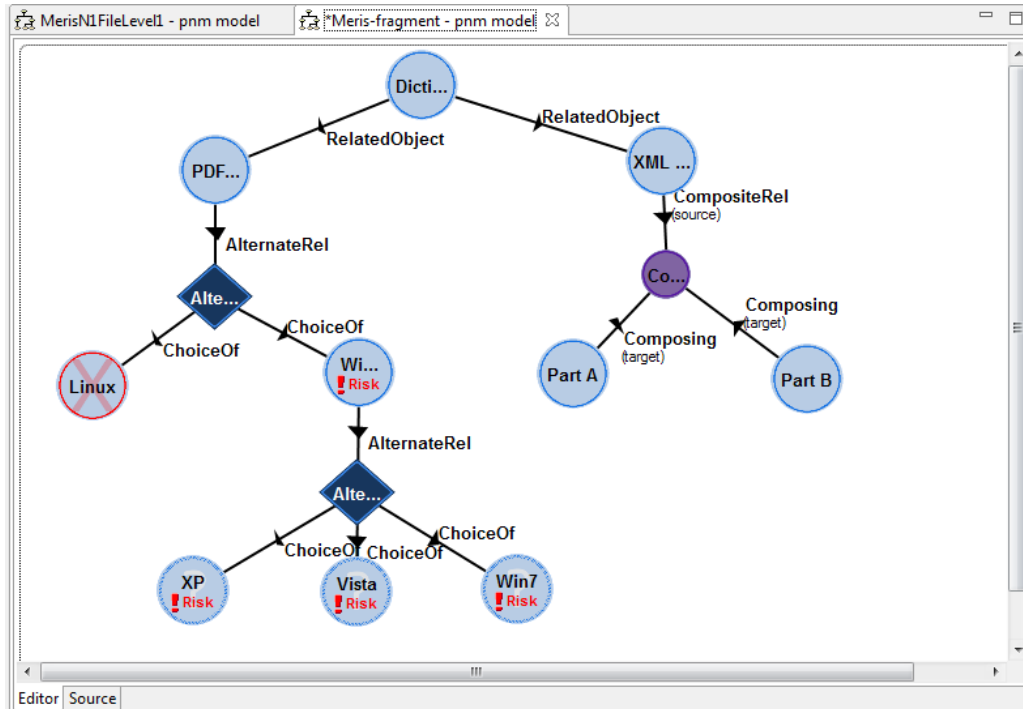 MerisN1FileLevel1 - pnm model
*Meris-fragment - pnm model
Dicti...
RelatedObject
RelatedObject
PDF...
XML ...
CompositeRel
(source)
AlternateRel
Alte...
Co...
ChoiceOf
ChoiceOf
Composing
(target)
Composing
(target)
Linux
Wi...
! Risk
Part A
Part B
AlternateRel
Alte...
ChoiceOf
ChoiceOf
ChoiceOf
XP
! Risk
Vista
! Risk
Win7
! Risk
Editor
Source